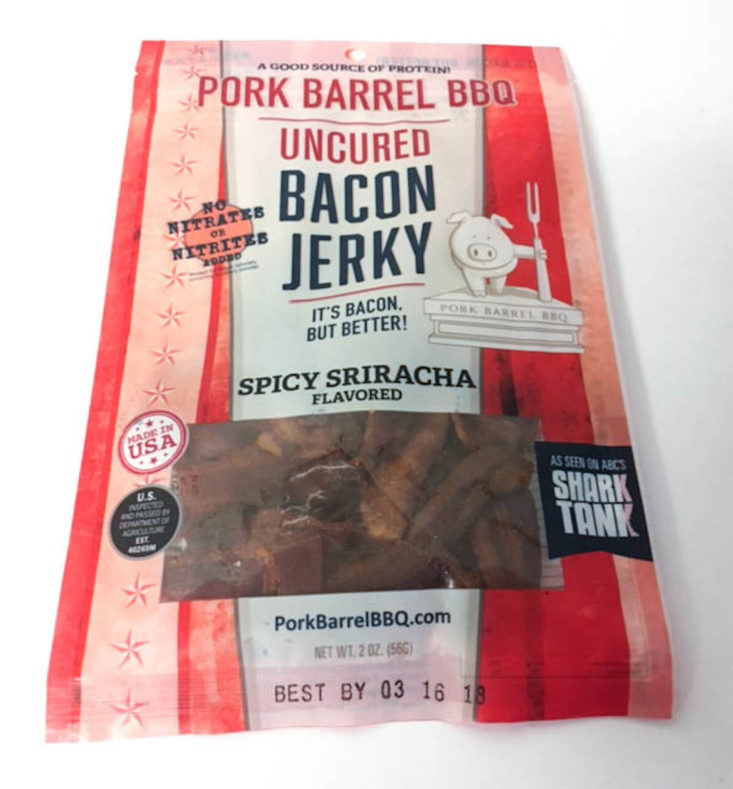 A GOOD SOURCE OF PROTEIN!
PORK BARREL BBQ
UNCURED
BACON
JERKY
NO
NITRATES
OR
NITRITES
ADDED
IT'S BACON,
BUT BETTER!
PORK BARREL BBQ
SPICY SRIRACHA
FLAVORED
MADE IN
USA
U.S.
INSPECTED
AND PASSED BY
DEPARTMENT OF
AGRICULTURE
EST.
40269M
AS SEEN ON ABC'S
SHARK
TANK
PorkBarrelBBQ.com
NET WT. 2 OZ. (56G)
BEST BY 03 16 18